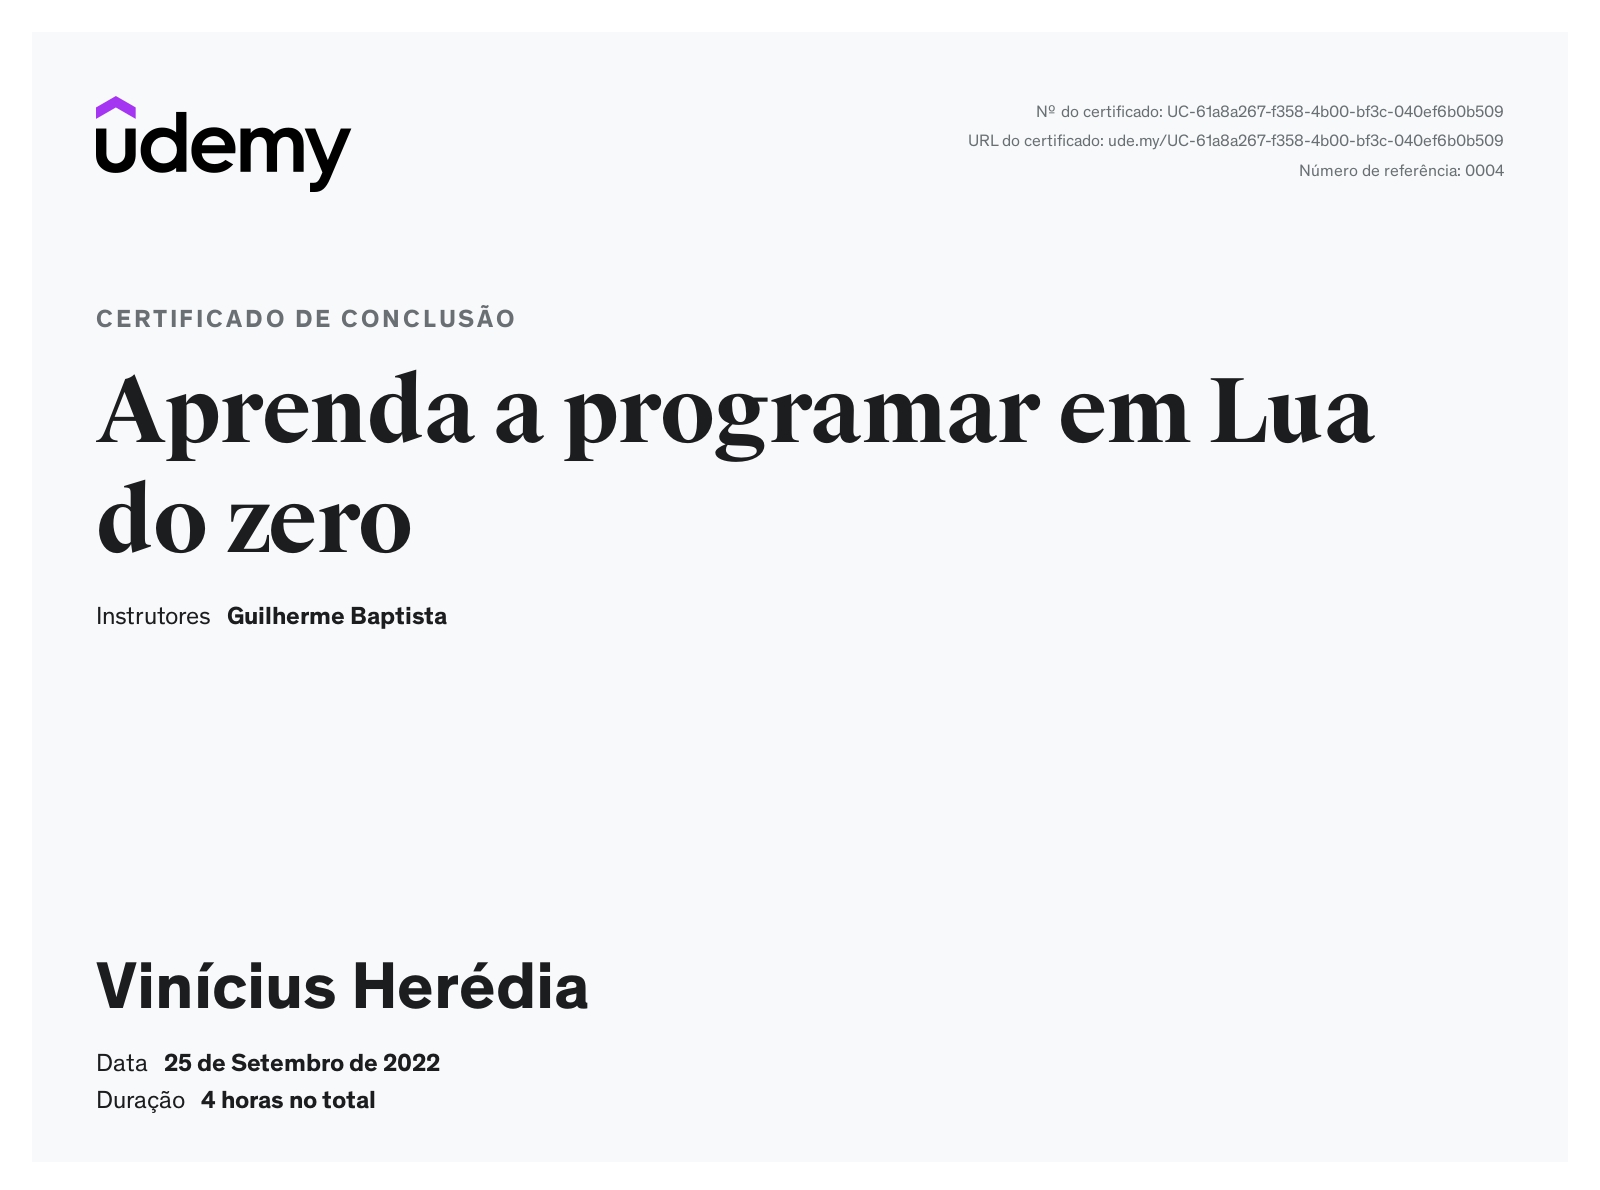 udemy
Nº do certificado: UC-61a8a267-f358-4b00-bf3c-040ef6b0b509
URL do certificado: ude.my/UC-61a8a267-f358-4b00-bf3c-040ef6b0b509
Número de referência: 0004
CERTIFICADO DE CONCLUSÃO
Aprenda a programar em Lua
do zero
Instrutores Guilherme Baptista
Vinícius Herédia
Data 25 de Setembro de 2022
Duração 4 horas no total